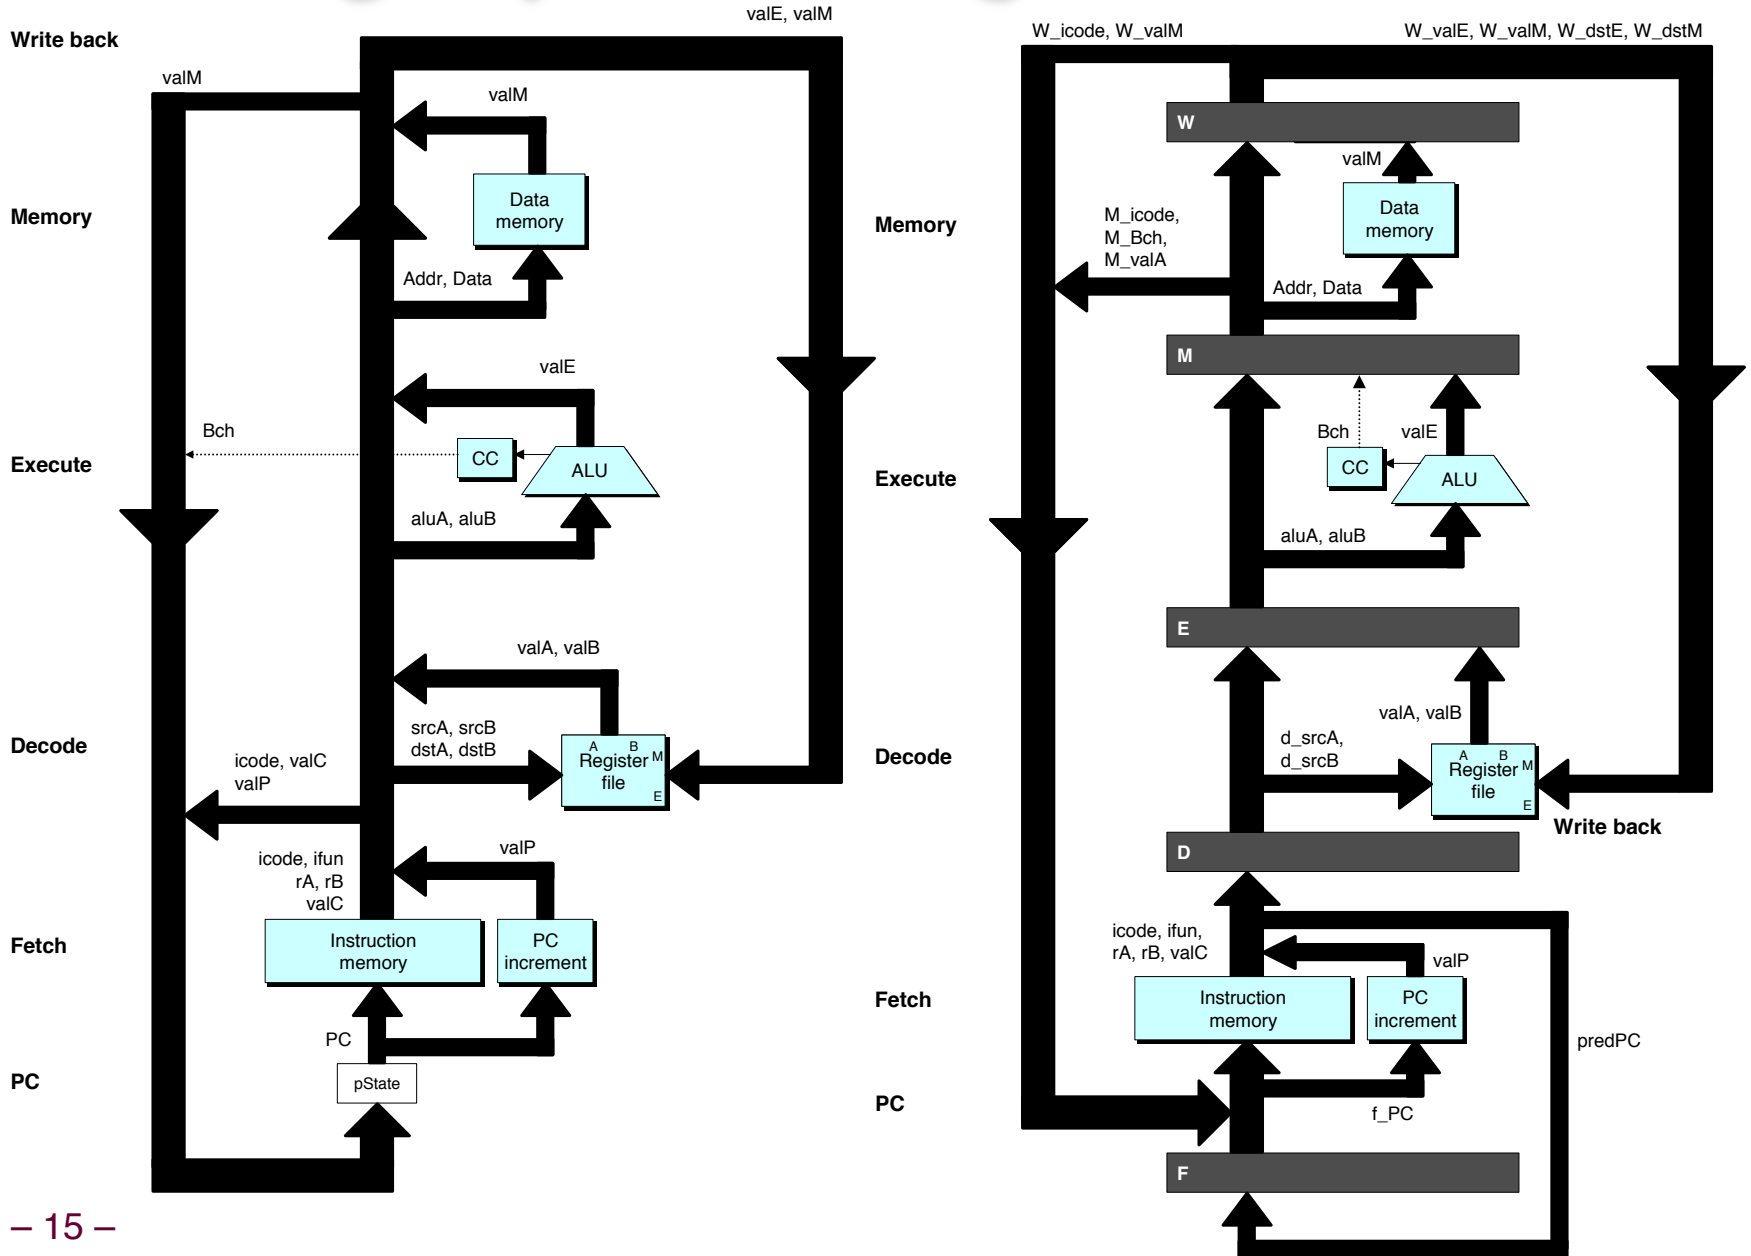 valE, valM
Write back
valM
valM
Data
memory
Memory
Addr, Data
valE
Bch
CC
ALU
Execute
aluA, aluB
valA, valB
srcA, srcB
dstA, dstB
A B
Register M
file
E
Decode
icode, valC
valP
valP
icode, ifun
rA, rB
valC
Instruction
memory
PC
increment
Fetch
PC
pState
PC
W_icode, W_valM
W_valE, W_valM, W_dstE, W_dstM
W
valM
Data
memory
Memory
M_icode,
M_Bch,
M_valA
Addr, Data
M
Bch
valE
CC
ALU
Execute
aluA, aluB
E
valA, valB
d_srcA,
d_srcB
A B
Register M
file
E
Decode
Write back
D
icode, ifun,
rA, rB, valC
valP
Instruction
memory
PC
increment
Fetch
predPC
PC
f_PC
F
– 15 –